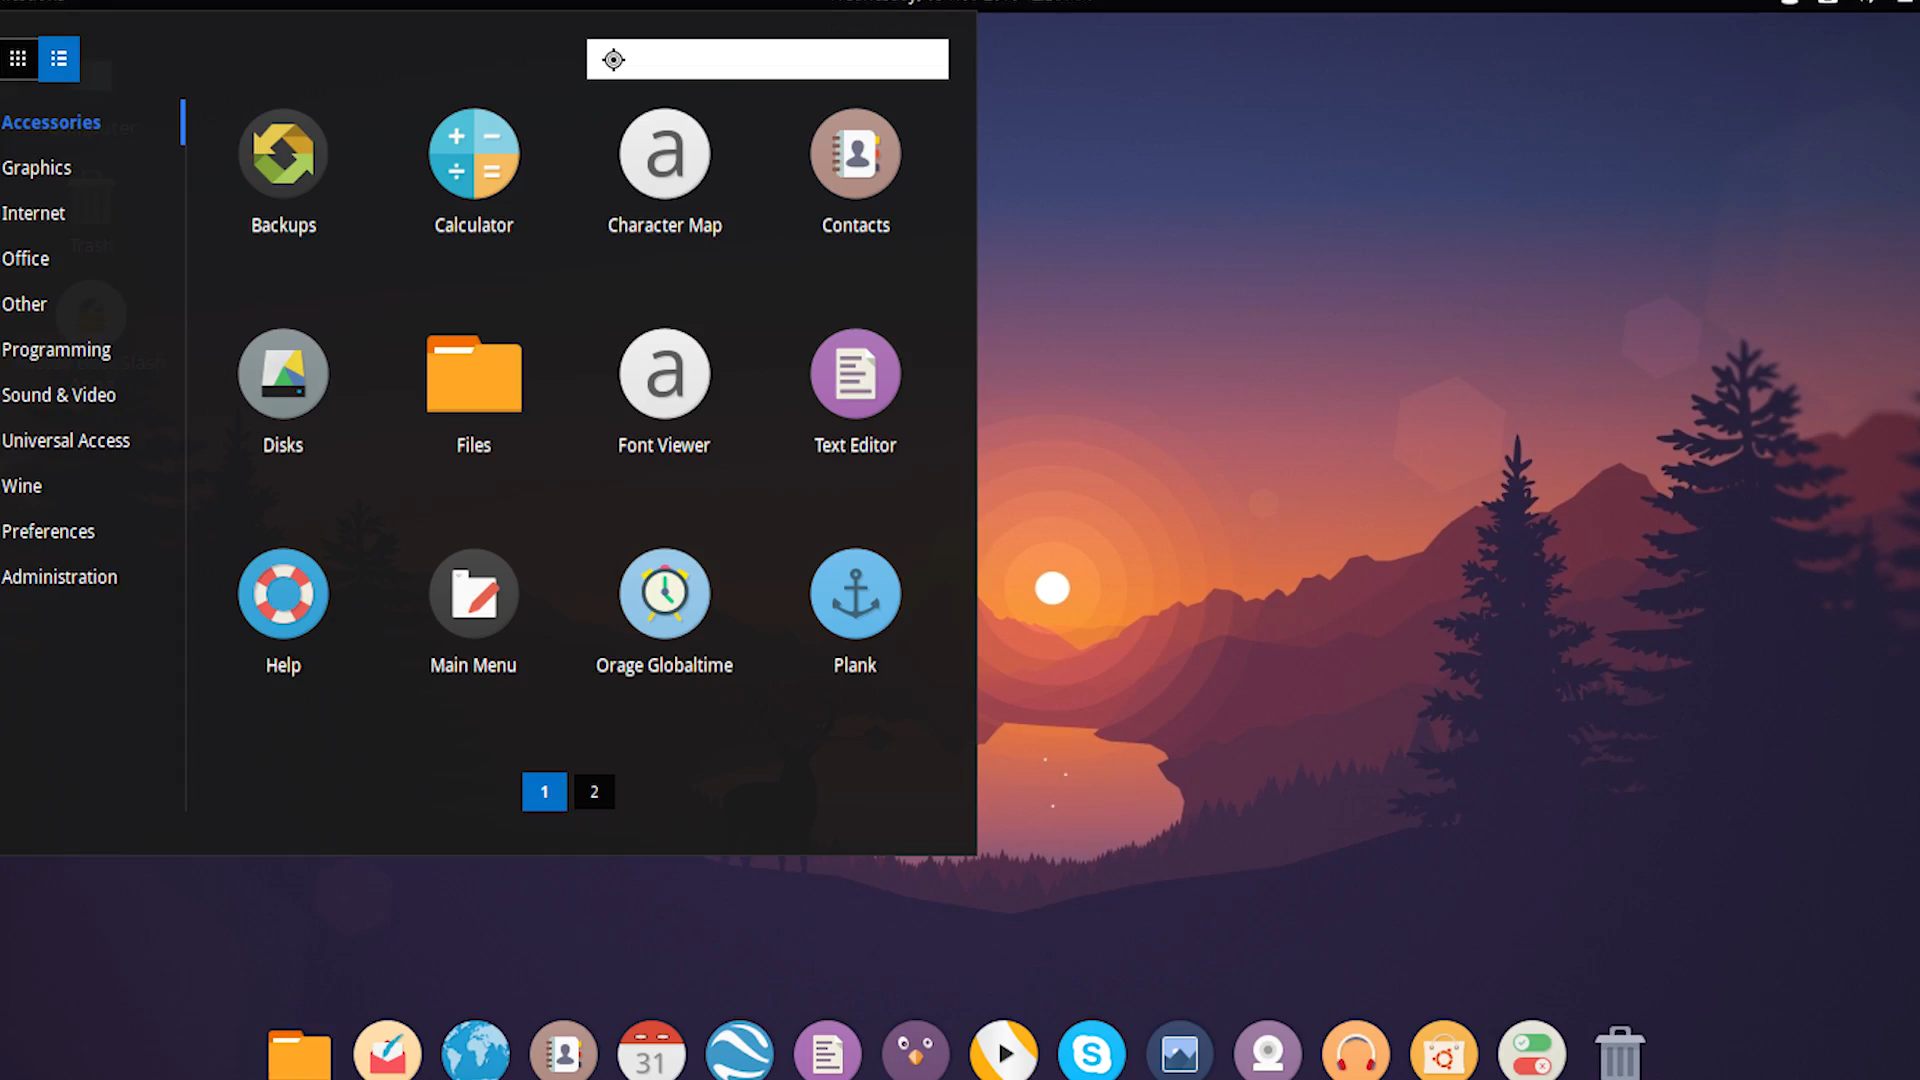 Accessories
Graphics
Internet
Trash
Office
Other
Programming
Sound & Video
Universal Access
Wine
Preferences
Administration
Backups
Calculator
a
Character Map
Contacts
Disks
Files
a
Font Viewer
Text Editor
Help
Main Menu
Orage Globaltime
Plank
1
2
31
S